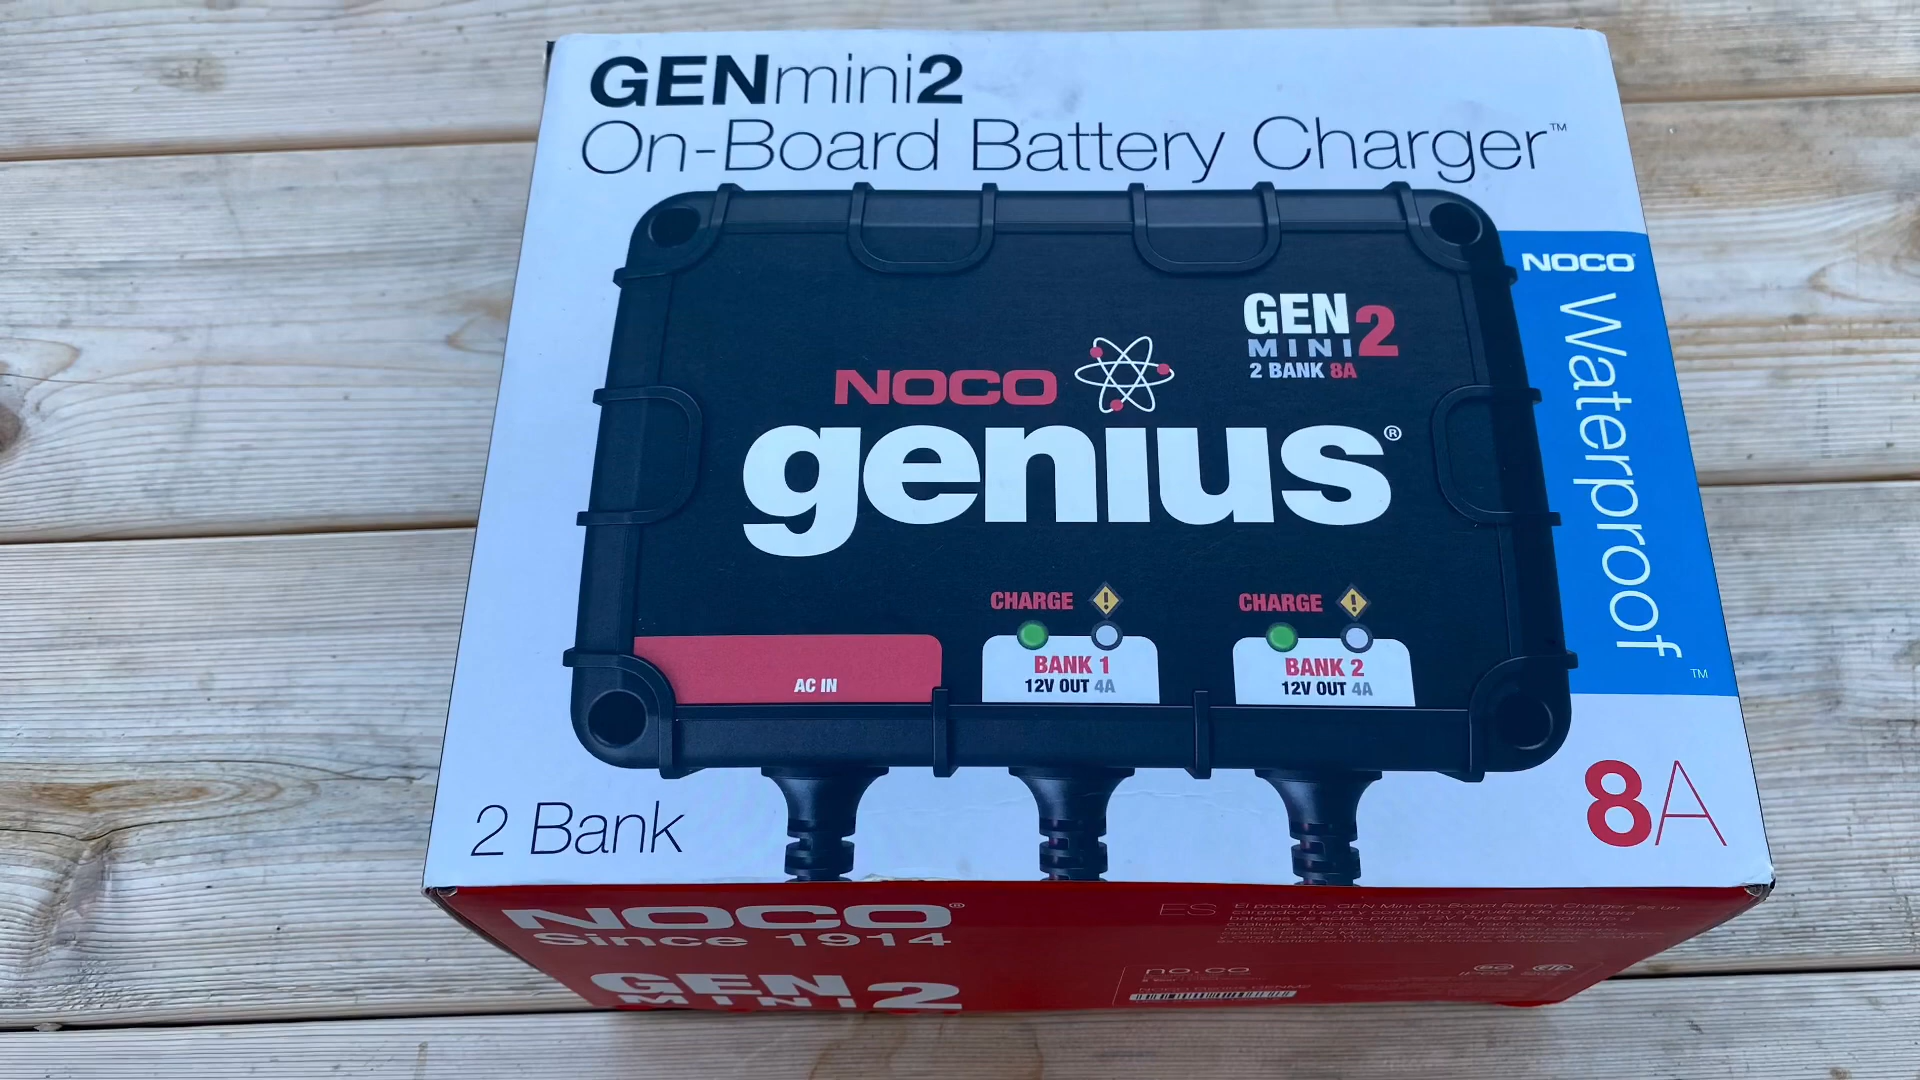 GENmini2
On-Board Battery Charger™
NOCO
Waterproof™
GEN
MINI 2
2 BANK 8A
NOCO
genius®
CHARGE
CHARGE
AC IN
BANK 1
12V OUT 4A
BANK 2
12V OUT 4A
2 Bank
8A
NOCO®
Since 1914
GEN
MINI 2
ES
no.co